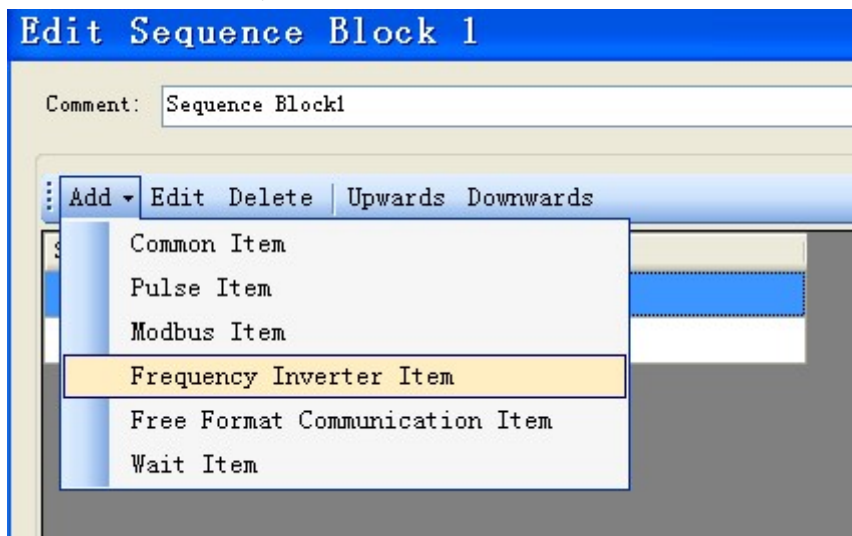 Edit Sequence Block 1
Comment: Sequence Block1
Add Edit Delete Upwards Downwards
Common Item
Pulse Item
Modbus Item
Frequency Inverter Item
Free Format Communication Item
Wait Item